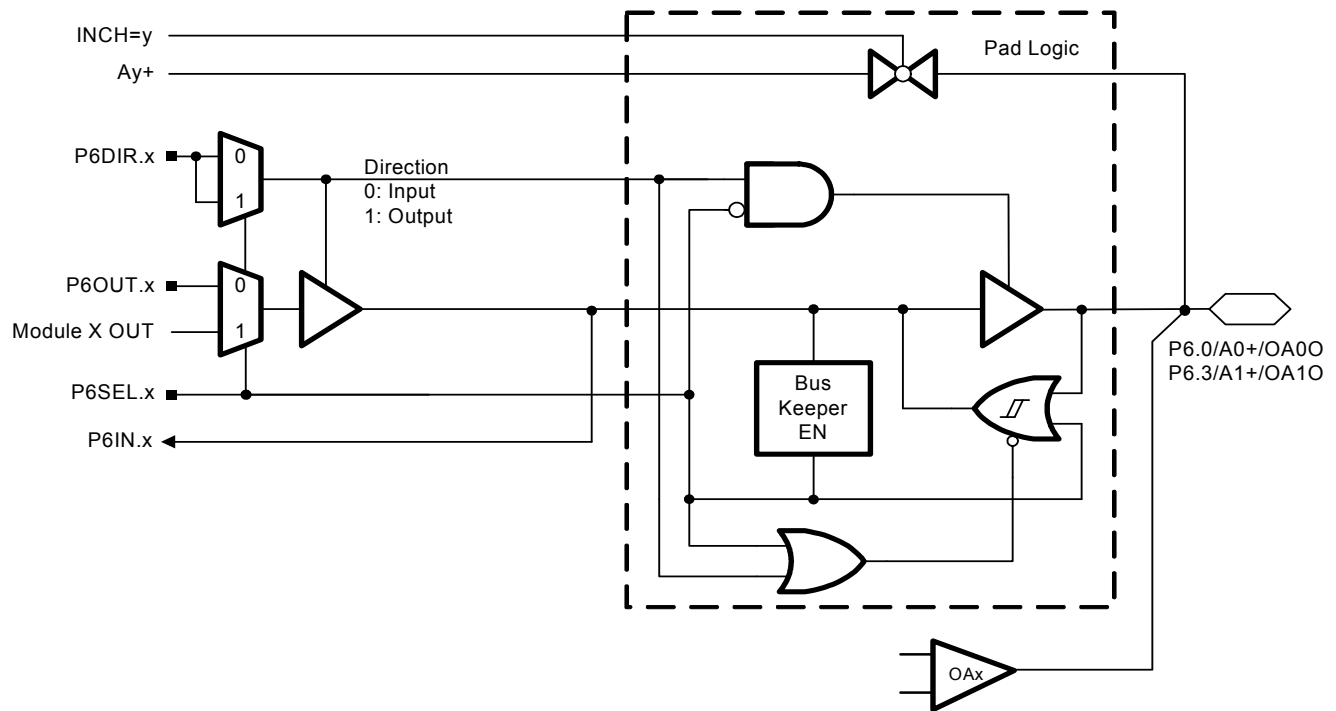 INCH=y
Pad Logic
Ay+
P6DIR.x
0
1
Direction
0: Input
1: Output
P6OUT.x
0
Module X OUT
1
P6.0/A0+/OA0O
P6.3/A1+/OA1O
P6SEL.x
Bus
Keeper
EN
P6IN.x
OAx